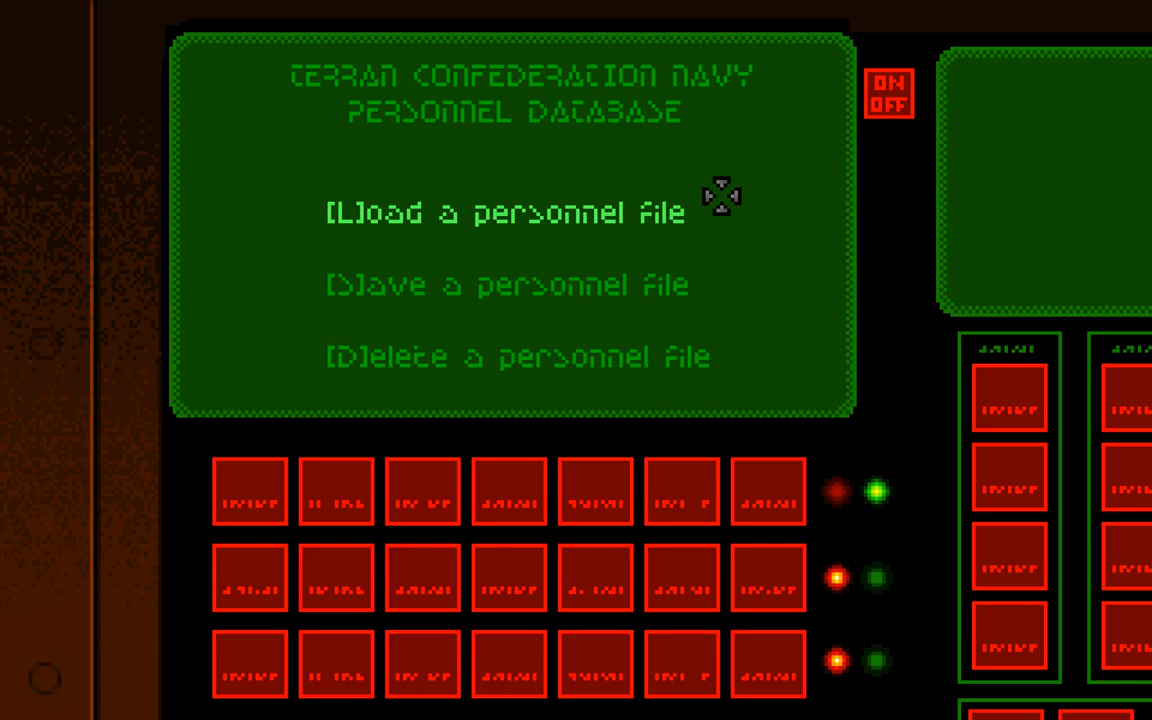 TERRAN CONFEDERATION NAVY
PERSONNEL DATABASE
ON
OFF
[L]oad a personnel file
[S]ave a personnel file
[D]elete a personnel file